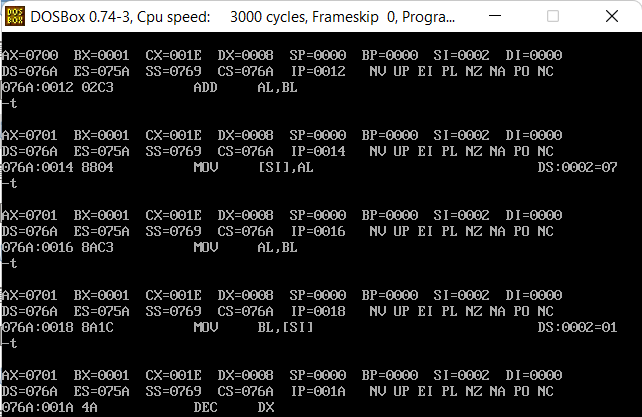 DOSBox 0.74-3, Cpu speed: 3000 cycles, Frameskip 0, Progra...
AX=0700 BX=0001 CX=001E DX=0008 SP=0000 BP=0000 SI=0002 DI=0000
DS=076A ES=075A SS=0769 CS=076A IP=0012 NV UP EI PL NZ NA PO NC
076A:0012 02C3 ADD AL,BL
-t
AX=0701 BX=0001 CX=001E DX=0008 SP=0000 BP=0000 SI=0002 DI=0000
DS=076A ES=075A SS=0769 CS=076A IP=0014 NV UP EI PL NZ NA PO NC
076A:0014 8804 MOV [SI],AL DS:0002=07
-t
AX=0701 BX=0001 CX=001E DX=0008 SP=0000 BP=0000 SI=0002 DI=0000
DS=076A ES=075A SS=0769 CS=076A IP=0016 NV UP EI PL NZ NA PO NC
076A:0016 8AC3 MOV AL,BL
-t
AX=0701 BX=0001 CX=001E DX=0008 SP=0000 BP=0000 SI=0002 DI=0000
DS=076A ES=075A SS=0769 CS=076A IP=0018 NV UP EI PL NZ NA PO NC
076A:0018 8A1C MOV BL,[SI] DS:0002=01
-t
AX=0701 BX=0001 CX=001E DX=0008 SP=0000 BP=0000 SI=0002 DI=0000
DS=076A ES=075A SS=0769 CS=076A IP=001A NV UP EI PL NZ NA PO NC
076A:001A 4A DEC DX